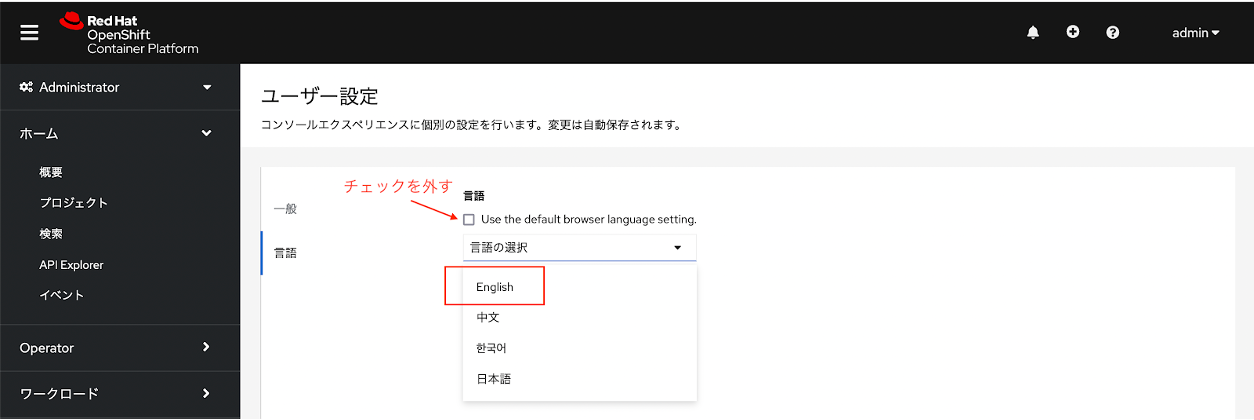 Red Hat
OpenShift
Container Platform
admin
Administrator
ホーム
概要
プロジェクト
検索
API Explorer
イベント
Operator
ワークロード
ユーザー設定
コンソールエクスペリエンスに個別の設定を行います。変更は自動保存されます。
一般
言語
チェックを外す
言語
Use the default browser language setting.
言語の選択
English
中文
한국어
日本語